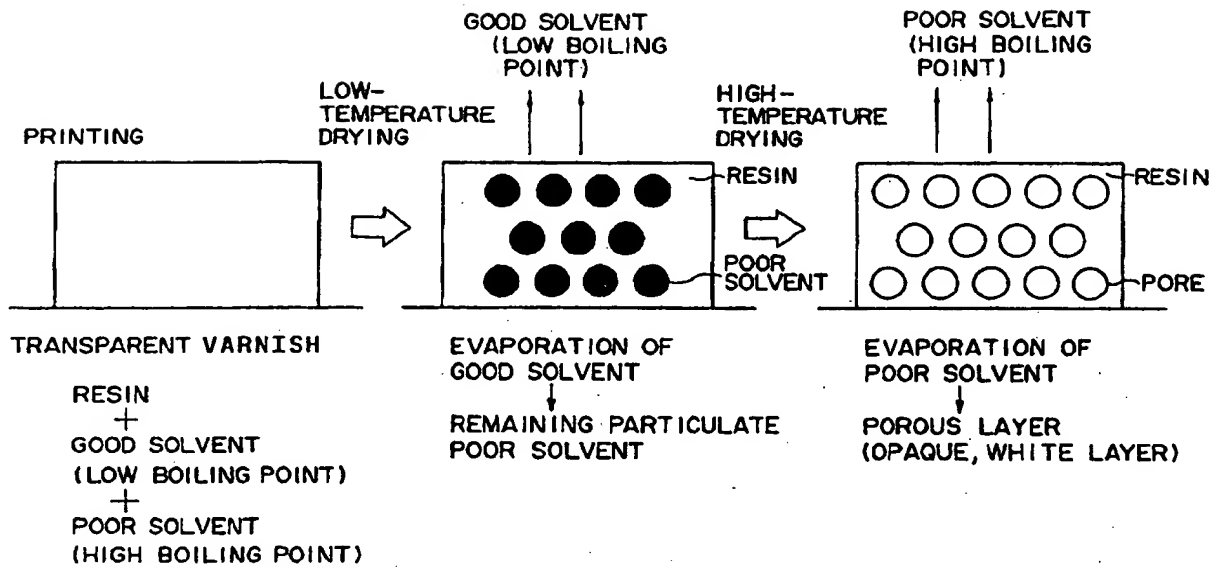 PRINTING
TRANSPARENT VARNISH
RESIN
+
GOOD SOLVENT
(LOW BOILING POINT)
+
POOR SOLVENT
(HIGH BOILING POINT)
LOW-
TEMPERATURE
DRYING
GOOD SOLVENT
(LOW BOILING
POINT)
RESIN
POOR
SOLVENT
EVAPORATION OF
GOOD SOLVENT
REMAINING PARTICULATE
POOR SOLVENT
HIGH-
TEMPERATURE
DRYING
POOR SOLVENT
(HIGH BOILING
POINT)
RESIN
PORE
EVAPORATION OF
POOR SOLVENT
POROUS LAYER
(OPAQUE, WHITE LAYER)